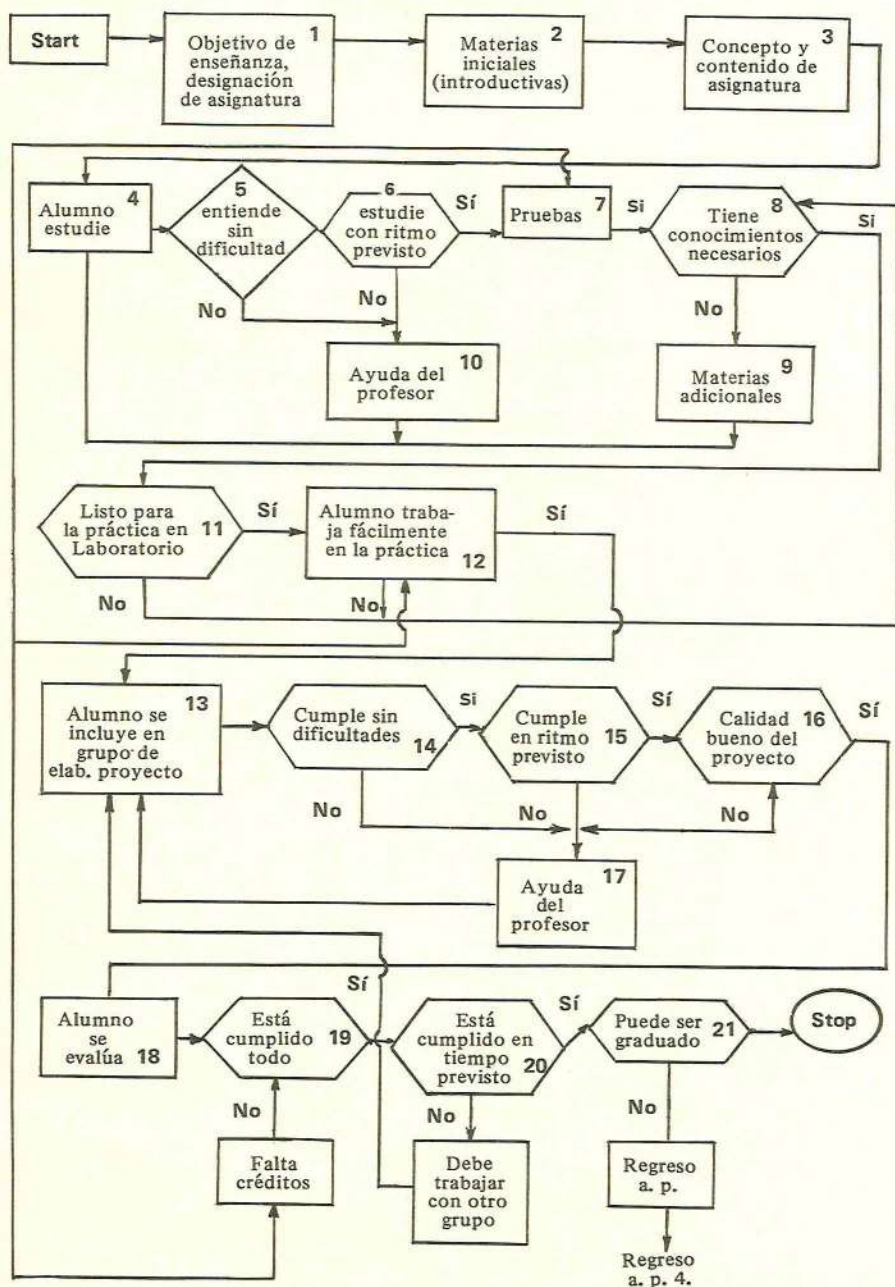 Start
1
Objetivo de
enseñanza,
designación
de asignatura
2
Materias
iniciales
(introductivas)
3
Concepto y
contenido de
asignatura
4
Alumno
estudie
5
entiende
sin
dificultad
6
estudie
con ritmo
previsto
Sí
Pruebas 7
Si
8
Tiene
conocimientos
necesarios
Si
No
No
No
10
Ayuda del
profesor
9
Materias
adicionales
Listo para
la práctica en 11
Laboratorio
Sí
Alumno traba-
ja fácilmente
en la práctica
12
Sí
No
No
13
Alumno se
incluye en
grupo de
elab. proyecto
Cumple sin
dificultades
14
Si
Cumple
en ritmo 15
previsto
Sí
Calidad 16
bueno del
proyecto
Sí
No
No
No
17
Ayuda
del
profesor
Alumno
se
evalúa 18
Está
cumplido 19
todo
Sí
Está
cumplido en
tiempo
previsto 20
Sí
Puede ser
graduado 21
Stop
No
No
No
Falta
créditos
Debe
trabajar
con otro
grupo
Regreso
a. p.
Regreso
a. p. 4.